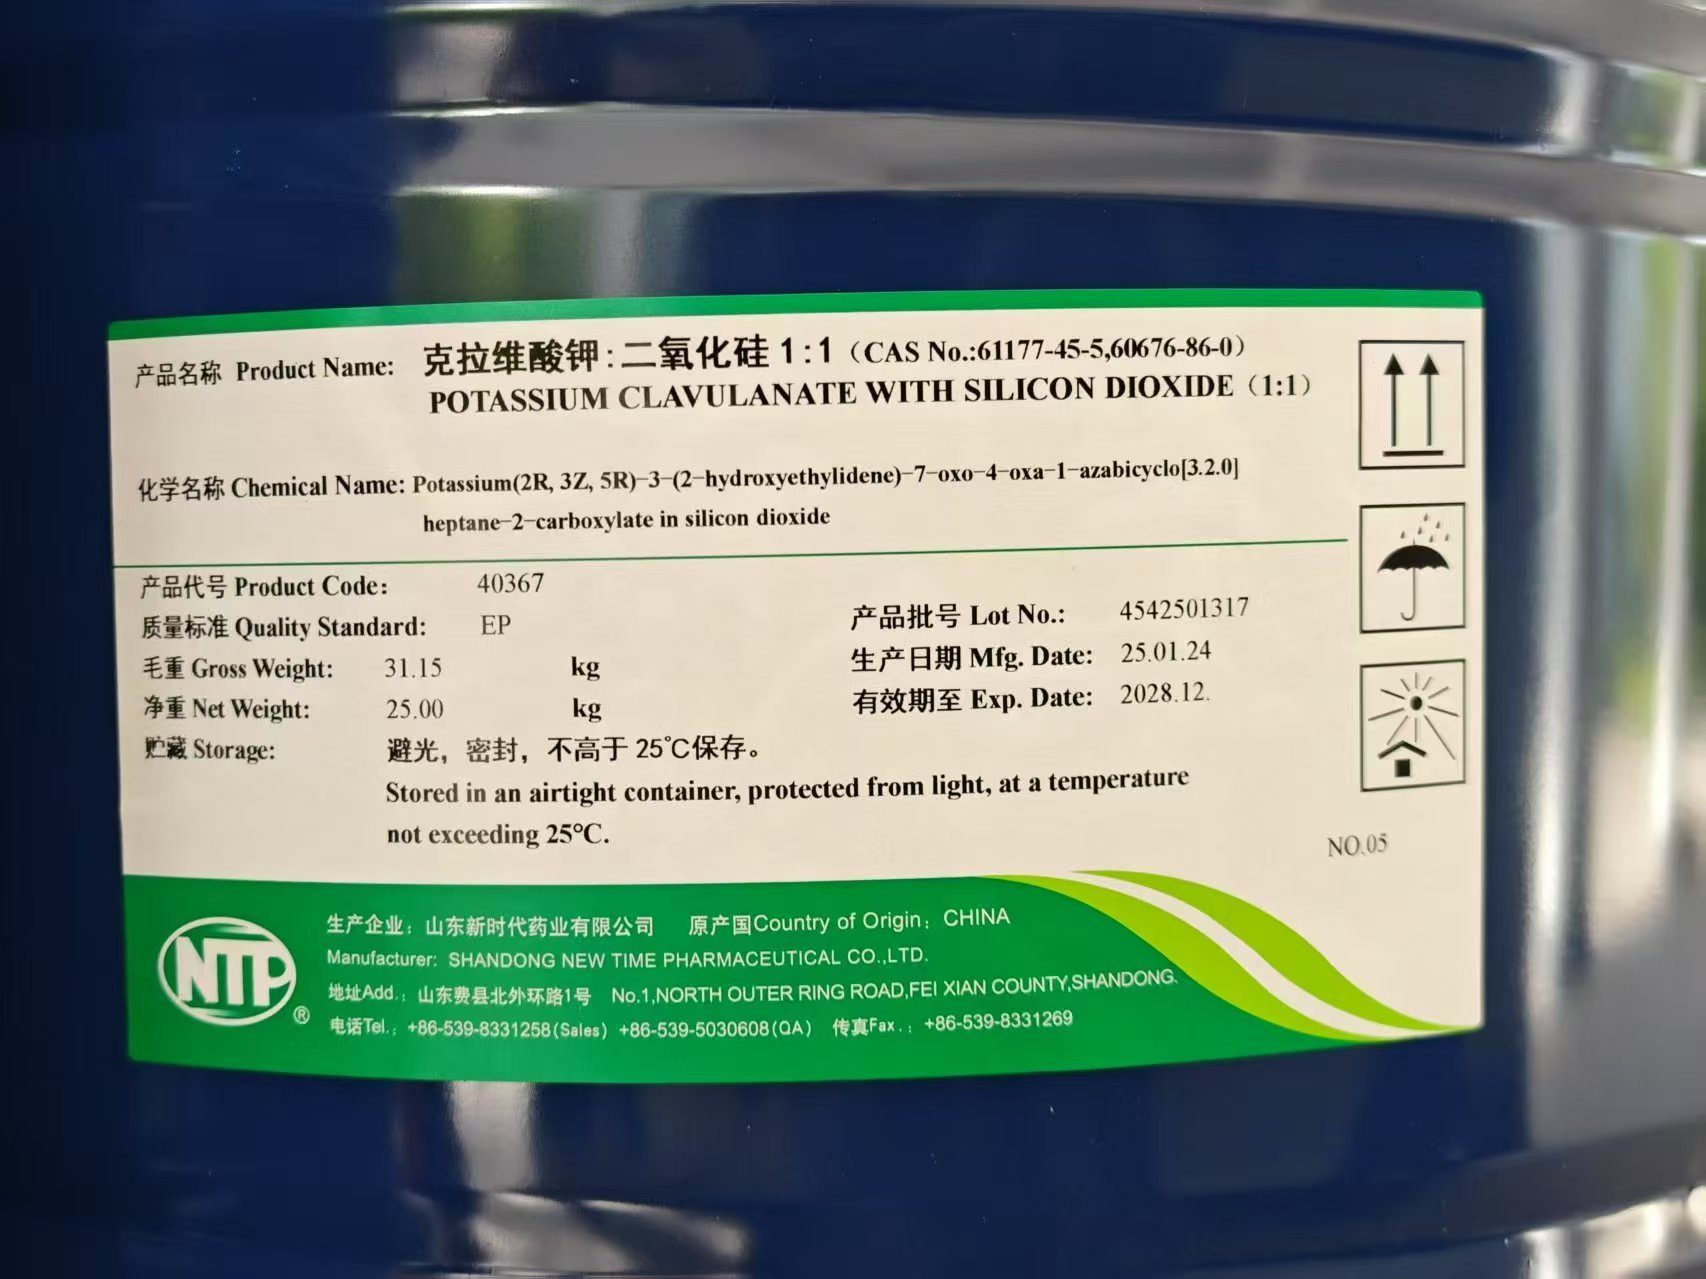 产品名称 Product Name: 克拉维酸钾:二氧化硅 1:1（CAS No.:61177-45-5,60676-86-0）
POTASSIUM CLAVULANATE WITH SILICON DIOXIDE（1:1）
化学名称 Chemical Name: Potassium(2R, 3Z, 5R)-3-(2-hydroxyethylidene)-7-oxo-4-oxa-1-azabicyclo[3.2.0]
heptane-2-carboxylate in silicon dioxide
产品代号 Product Code: 40367
质量标准 Quality Standard: EP
毛重 Gross Weight: 31.15 kg
净重 Net Weight: 25.00 kg
产品批号 Lot No.: 4542501317
生产日期 Mfg. Date: 25.01.24
有效期至 Exp. Date: 2028.12.
贮藏 Storage: 避光，密封，不高于 25℃保存。
Stored in an airtight container, protected from light, at a temperature
not exceeding 25℃.
NO.05
NTP®
生产企业：山东新时代药业有限公司 原产国Country of Origin：CHINA
Manufacturer: SHANDONG NEW TIME PHARMACEUTICAL CO.,LTD.
地址Add.：山东费县北外环路1号 No.1,NORTH OUTER RING ROAD,FEI XIAN COUNTY,SHANDONG.
电话Tel.：+86-539-8331258(Sales) +86-539-5030608(QA) 传真Fax.：+86-539-8331269